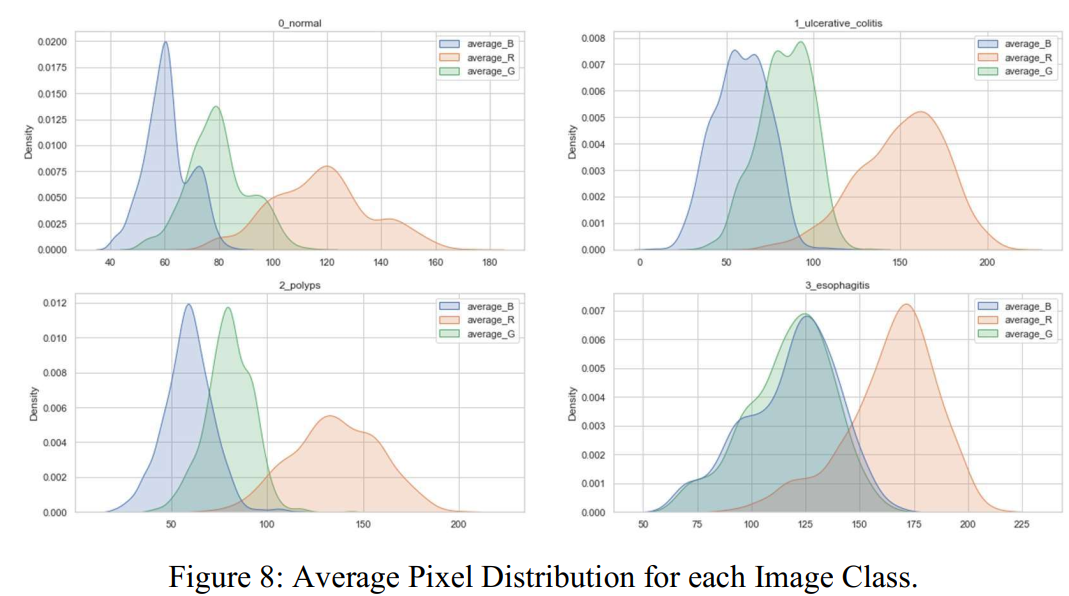 0_normal
Density
0.0200
0.0175
0.0150
0.0125
0.0100
0.0075
0.0050
0.0025
0.0000
average_B
average_R
average_G
40 60 80 100 120 140 160 180
1_ulcerative_colitis
Density
0.008
0.007
0.006
0.005
0.004
0.003
0.002
0.001
0.000
average_B
average_R
average_G
0 50 100 150 200
2_polyps
Density
0.012
0.010
0.008
0.006
0.004
0.002
0.000
average_B
average_R
average_G
50 100 150 200
3_esophagitis
Density
0.007
0.006
0.005
0.004
0.003
0.002
0.001
0.000
average_B
average_R
average_G
50 75 100 125 150 175 200 225
Figure 8: Average Pixel Distribution for each Image Class.